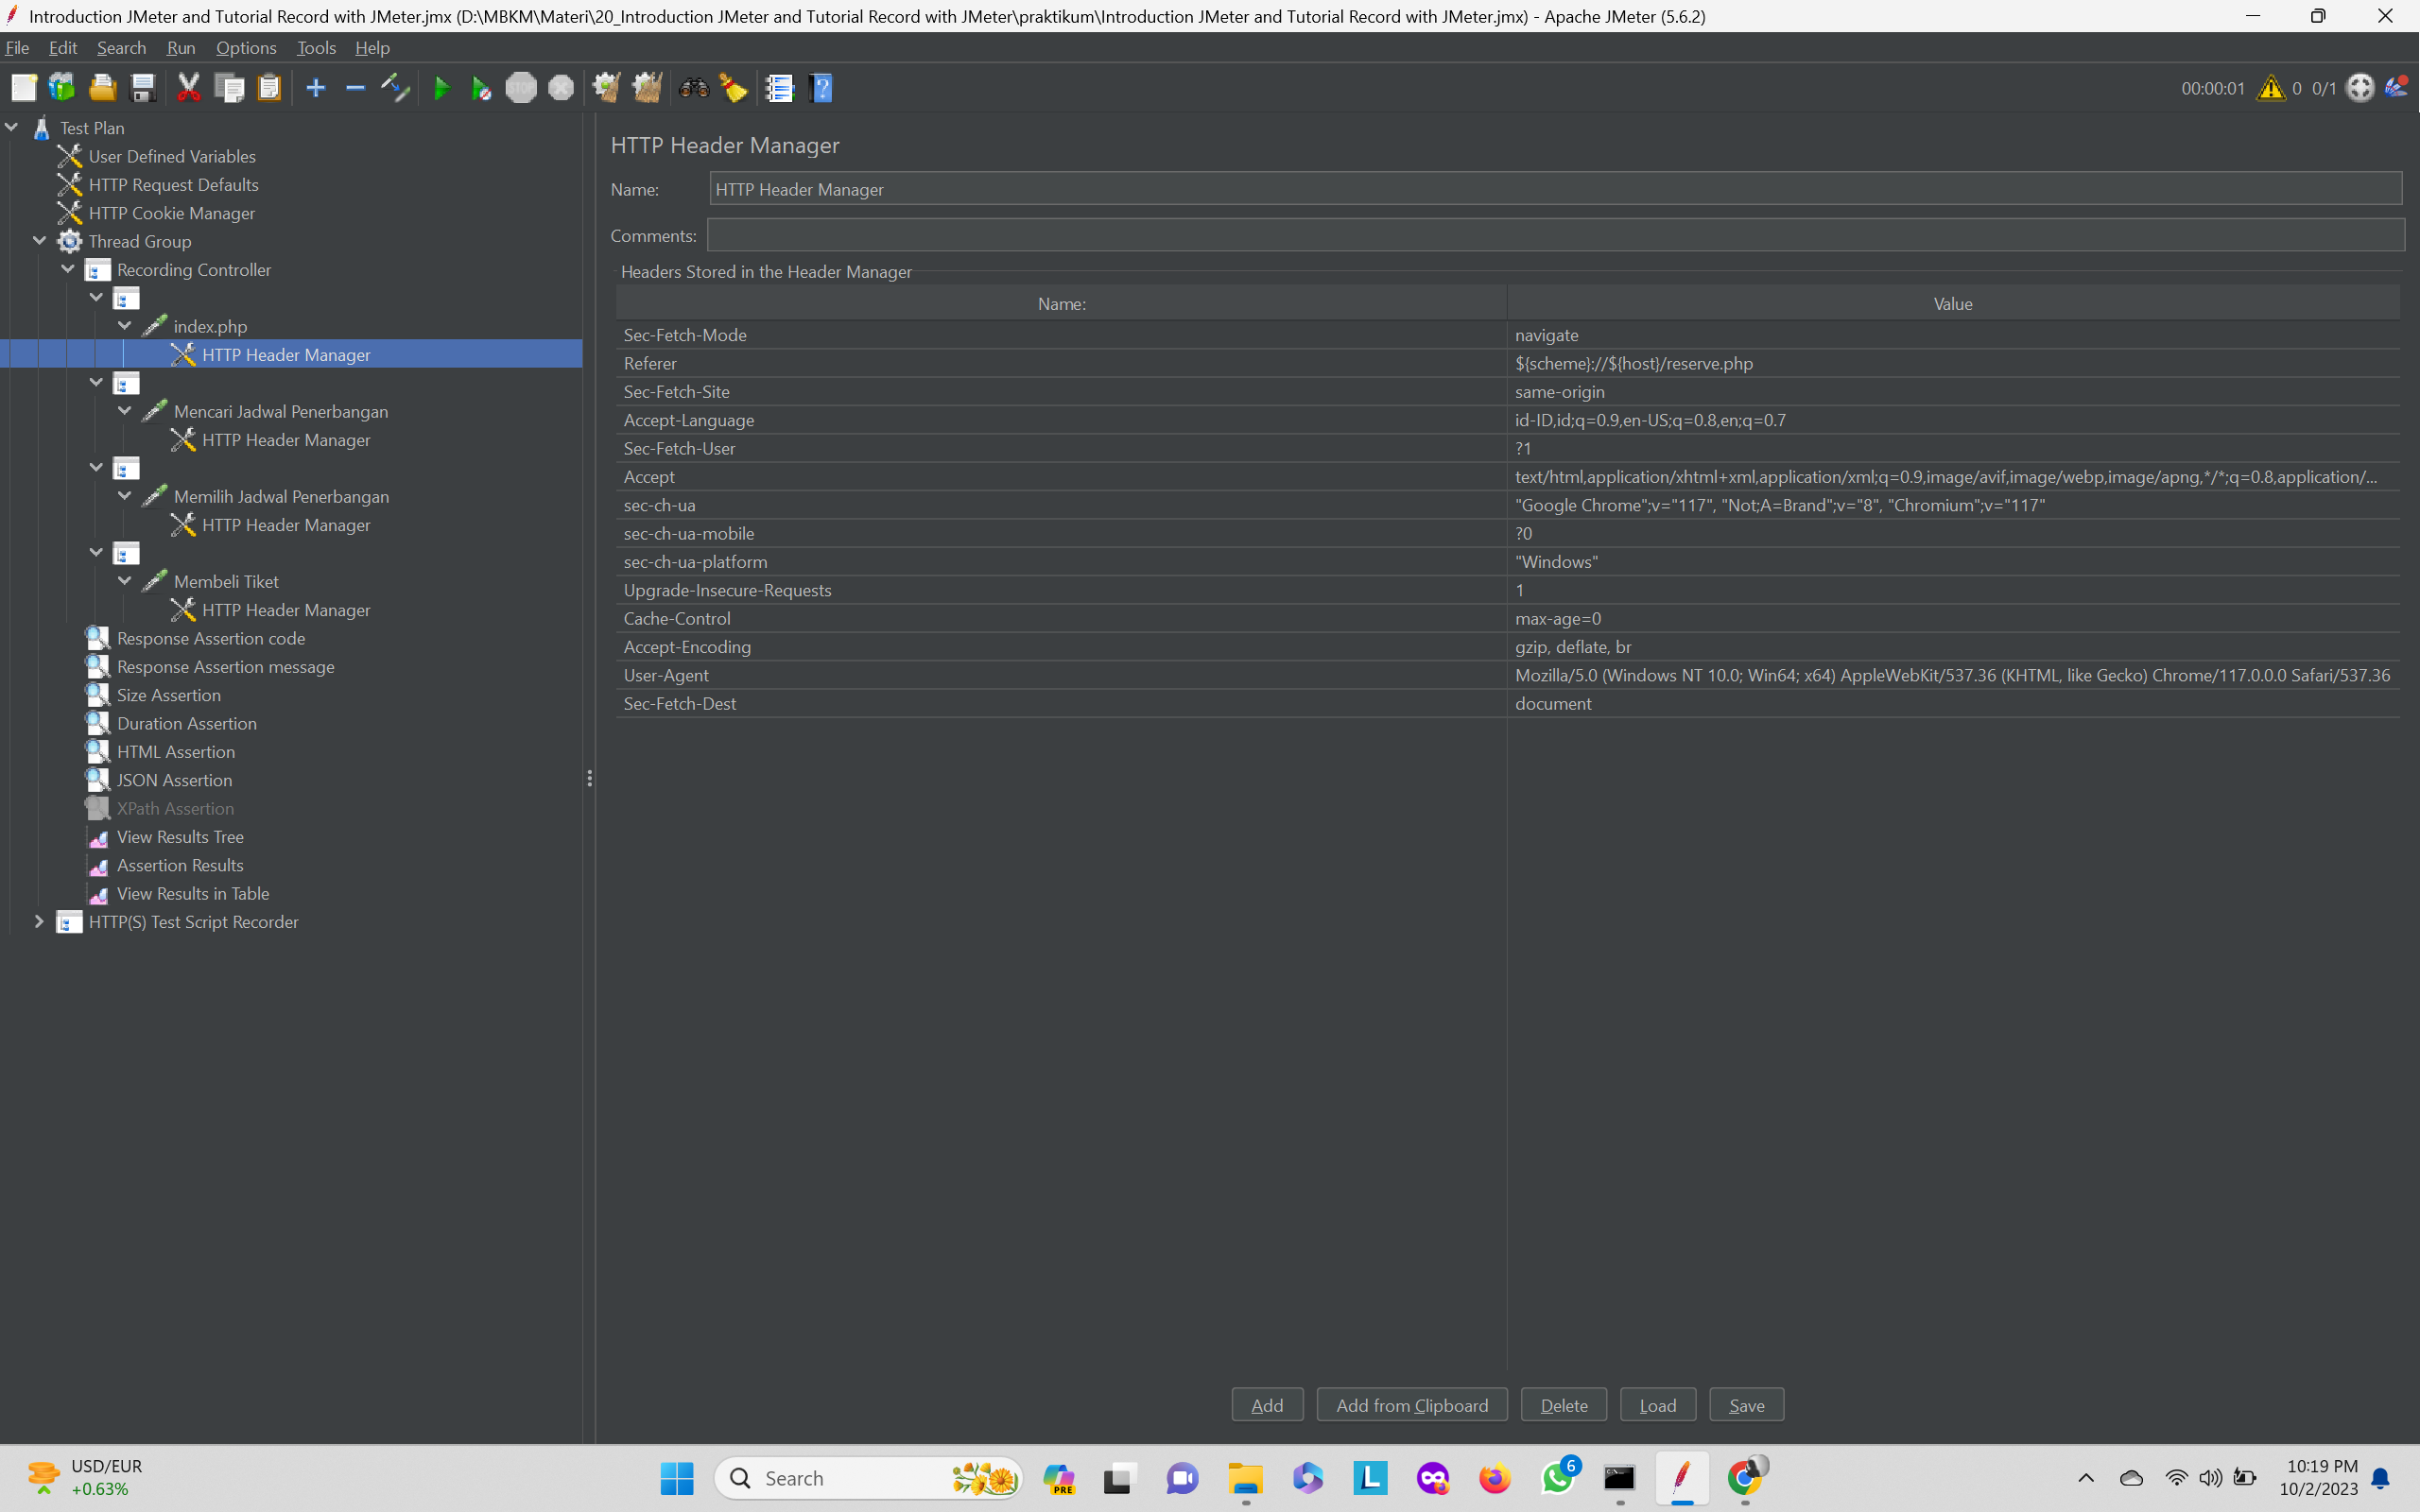 Introduction JMeter and Tutorial Record with JMeter.jmx (D:\MBKM\Materi\20_Introduction JMeter and Tutorial Record with JMeter\praktikum\Introduction JMeter and Tutorial Record with JMeter.jmx) - Apache JMeter (5.6.2)
File Edit Search Run Options Tools Help
STOP 00:00:01 0 0/1
Test Plan
User Defined Variables
HTTP Request Defaults
HTTP Cookie Manager
Thread Group
Recording Controller
index.php
HTTP Header Manager
Mencari Jadwal Penerbangan
HTTP Header Manager
Memilih Jadwal Penerbangan
HTTP Header Manager
Membeli Tiket
HTTP Header Manager
Response Assertion code
Response Assertion message
Size Assertion
Duration Assertion
HTML Assertion
JSON Assertion
XPath Assertion
View Results Tree
Assertion Results
View Results in Table
HTTP(S) Test Script Recorder
HTTP Header Manager
Name: HTTP Header Manager
Comments:
Headers Stored in the Header Manager
Name: Value
Sec-Fetch-Mode navigate
Referer ${scheme}://${host}/reserve.php
Sec-Fetch-Site same-origin
Accept-Language id-ID,id;q=0.9,en-US;q=0.8,en;q=0.7
Sec-Fetch-User ?1
Accept text/html,application/xhtml+xml,application/xml;q=0.9,image/avif,image/webp,image/apng,*/*;q=0.8,application/...
sec-ch-ua "Google Chrome";v="117", "Not;A=Brand";v="8", "Chromium";v="117"
sec-ch-ua-mobile ?0
sec-ch-ua-platform "Windows"
Upgrade-Insecure-Requests 1
Cache-Control max-age=0
Accept-Encoding gzip, deflate, br
User-Agent Mozilla/5.0 (Windows NT 10.0; Win64; x64) AppleWebKit/537.36 (KHTML, like Gecko) Chrome/117.0.0.0 Safari/537.36
Sec-Fetch-Dest document
Add Add from Clipboard Delete Load Save
USD/EUR
+0.63%
Search
PRE
L
6
10:19 PM
10/2/2023